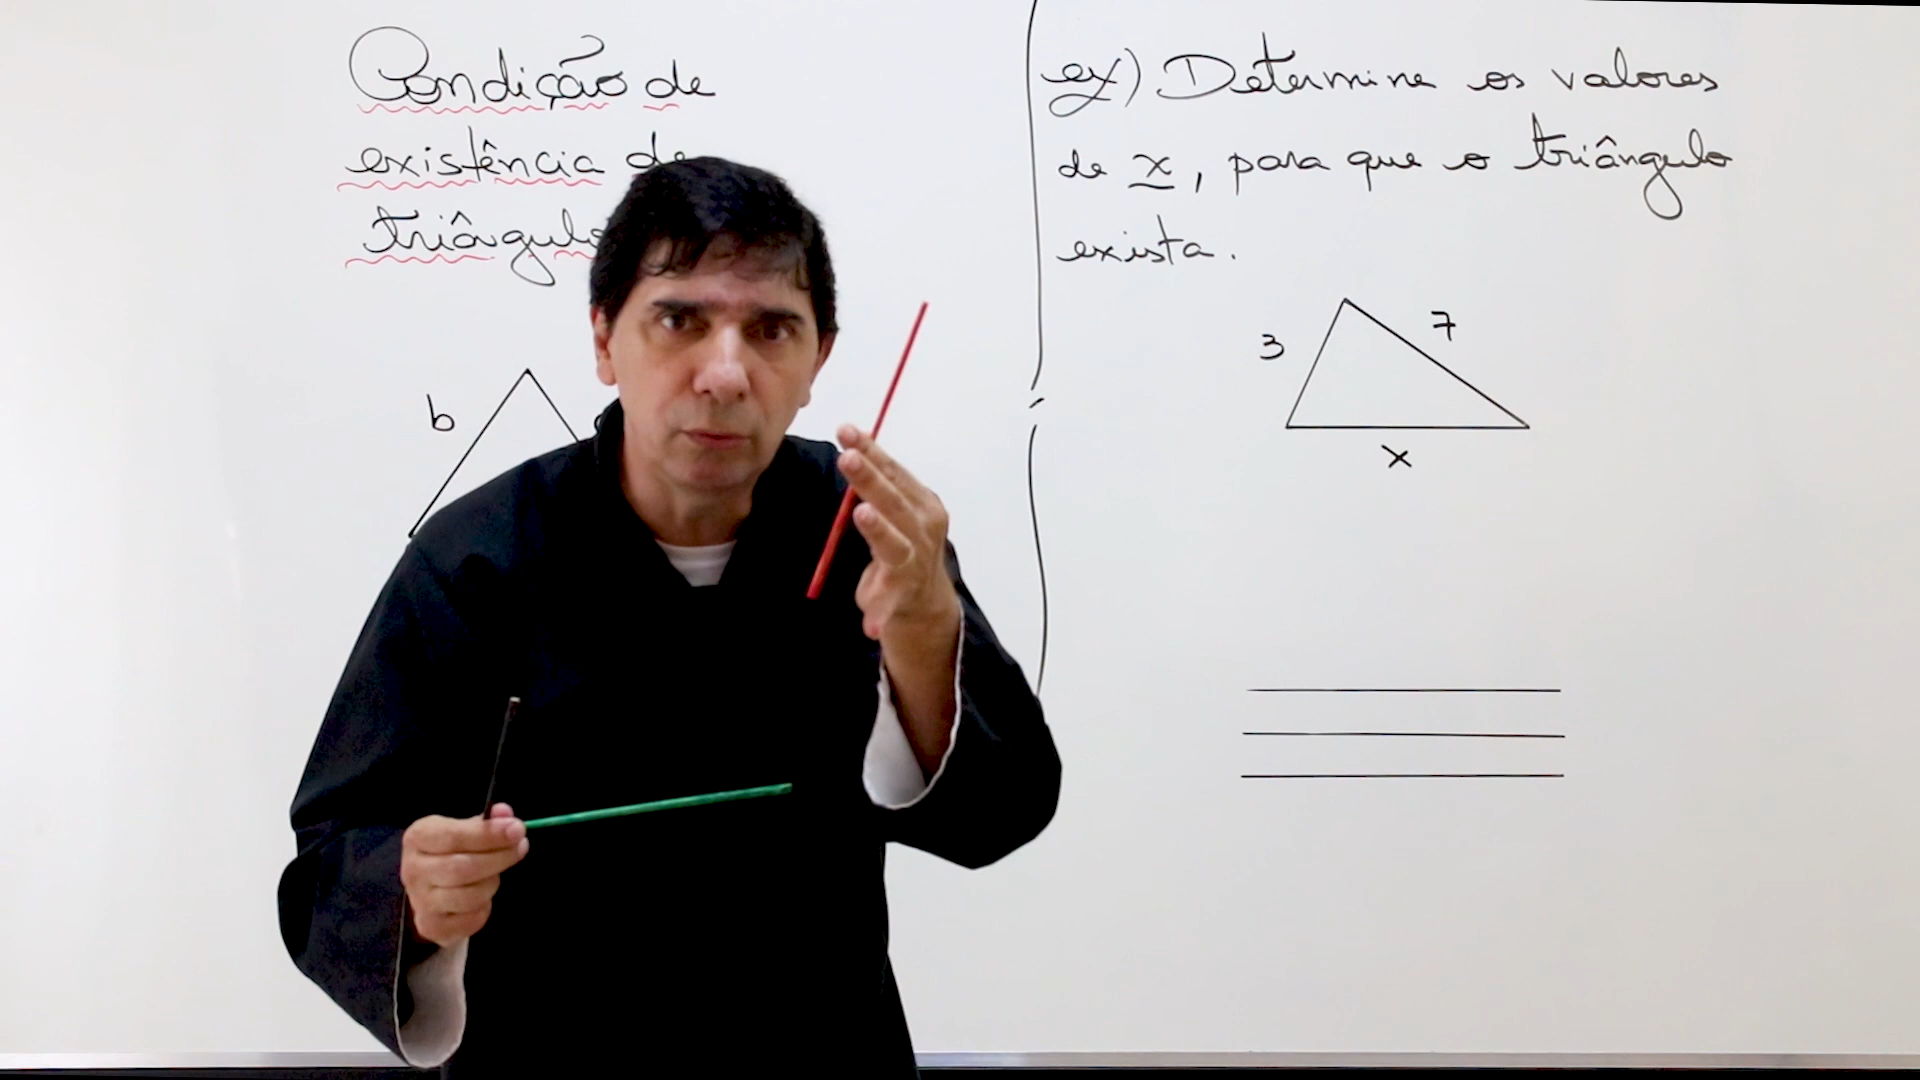 Condição de
existência de
triângulo
b
ex) Determine os valores
de x, para que o triângulo
exista.
3
7
x